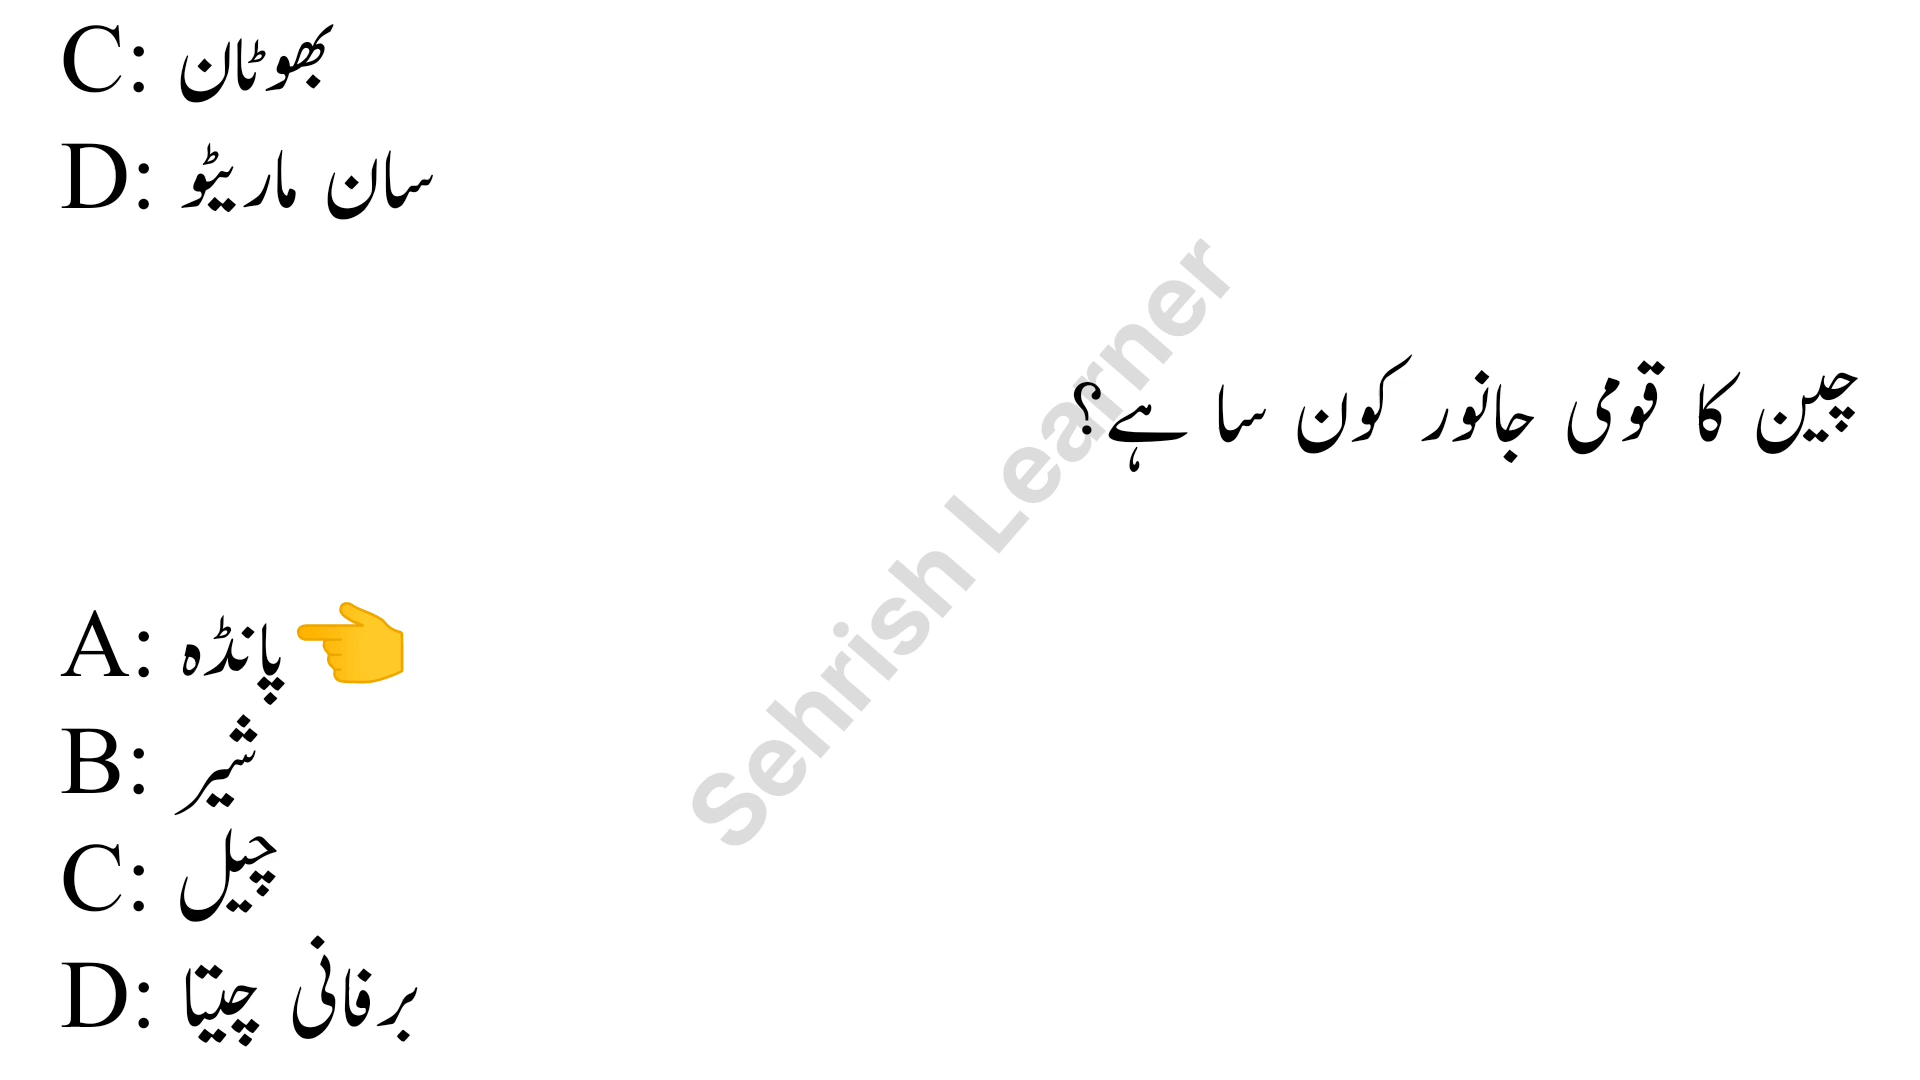 C: بھوٹان
D: سان ماریٹو
چین کا قومی جانور کون سا ہے؟
A: پانڈہ👈
B: شیر
C: چیل
D: برفانی چیتا
Sehrish Learner